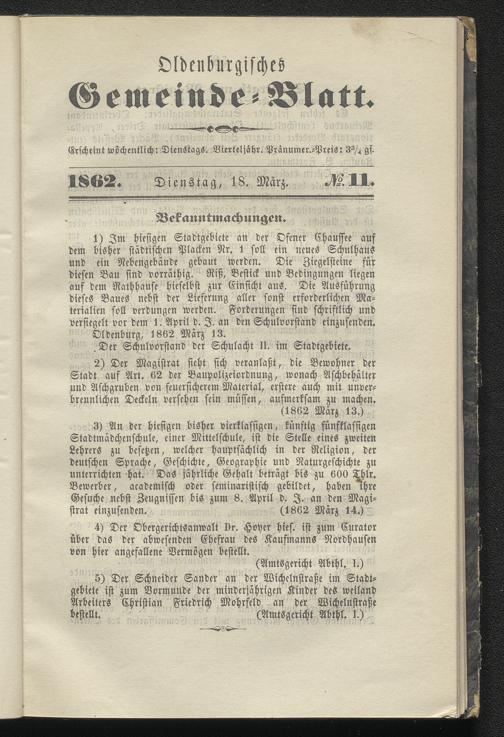 Oldenburgisches
Gemeinde-Blatt.
Erscheint wöchentlich: Dienstags. Vierteljähr. Pränumer.-Preis: 3¾ gſ.
1862. Dienstag, 18. März. № 11.
Bekanntmachungen.
1) Im hiesigen Stadtgebiete an der Ofener Chaussee auf
dem bisher städtischen Placken Nr. 1 soll ein neues Schulhaus
und ein Nebengebäude gebaut werden. Die Ziegelsteine für
diesen Bau sind vorräthig. Riß, Bestick und Bedingungen liegen
auf dem Rathhause hieselbst zur Einsicht aus. Die Ausführung
dieses Baues nebst der Lieferung aller sonst erforderlichen Ma-
terialien soll verdungen werden. Forderungen sind schriftlich und
versiegelt vor dem 1. April d. J. an den Schulvorstand einzusenden.
Oldenburg, 1862 März 13.
Der Schulvorstand der Schulacht II. im Stadtgebiete.
2) Der Magistrat sieht sich veranlaßt, die Bewohner der
Stadt auf Art. 62 der Baupolizeiordnung, wonach Aschbehälter
und Aschgruben von feuersicherem Material, erstere auch mit unver-
brennlichen Deckeln versehen sein müssen, aufmerksam zu machen.
(1862 März 13.)
3) An der hiesigen bisher vierklassigen, künftig fünfklassigen
Stadtmädchenschule, einer Mittelschule, ist die Stelle eines zweiten
Lehrers zu besetzen, welcher hauptsächlich in der Religion, der
deutschen Sprache, Geschichte, Geographie und Naturgeschichte zu
unterrichten hat. Das jährliche Gehalt beträgt bis zu 600 Thlr.
Bewerber, academisch oder seminaristisch gebildet, haben ihre
Gesuche nebst Zeugnissen bis zum 8. April d. J. an den Magi-
strat einzusenden. (1862 März 14.)
4) Der Obergerichtsanwalt Dr. Hoyer hies. ist zum Curator
über das der abwesenden Ehefrau des Kaufmanns Nordhausen
von hier angefallene Vermögen bestellt.
(Amtsgericht Abthl. I.)
5) Der Schneider Sander an der Wichelnstraße im Stadt-
gebiete ist zum Vormunde der minderjährigen Kinder des weiland
Arbeiters Christian Friedrich Mohrfeld an der Wichelnstraße
bestellt. (Amtsgericht Abthl. I.)